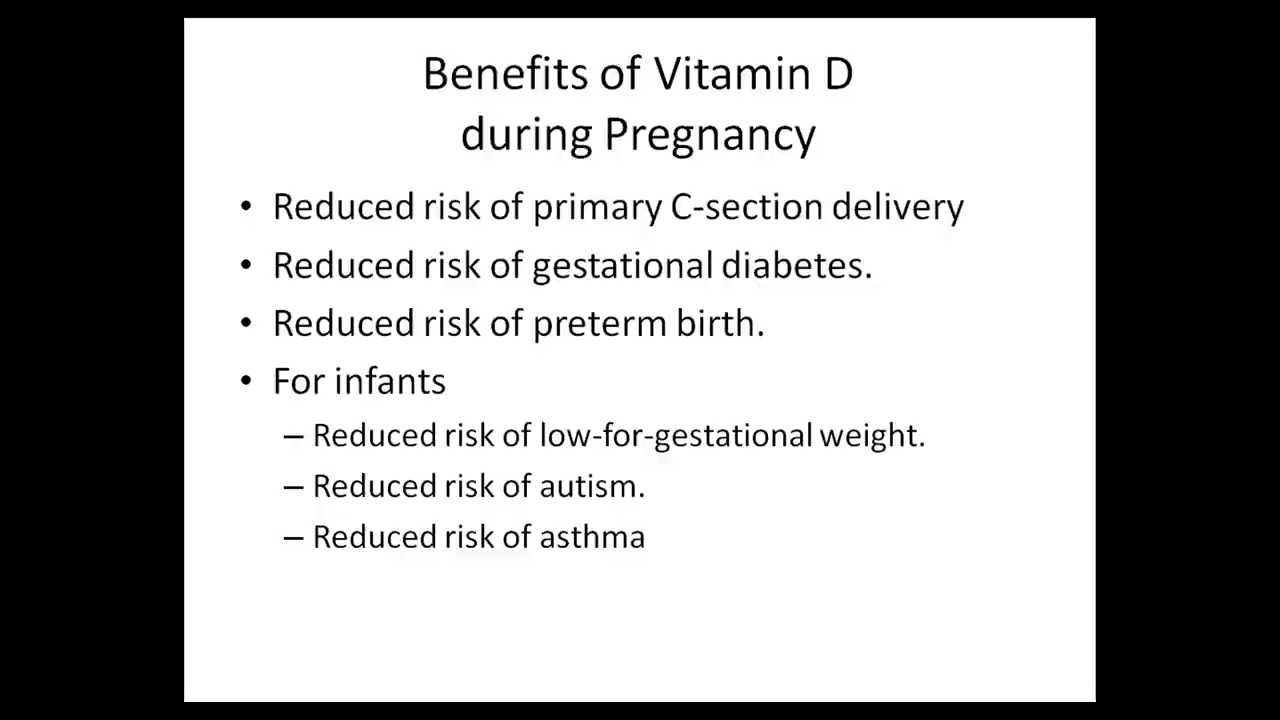 Benefits of Vitamin D
during Pregnancy
• Reduced risk of primary C-section delivery
• Reduced risk of gestational diabetes.
• Reduced risk of preterm birth.
• For infants
– Reduced risk of low-for-gestational weight.
– Reduced risk of autism.
– Reduced risk of asthma